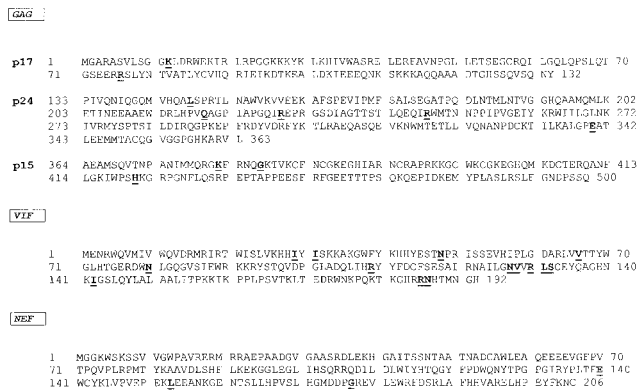 GAG
p17 1 MGARASVLSG GKLDRWEKIR LRPGGKKKYK LKHIVWASRE LERFAVNPGL LETSEGCRQI LGQLQPSLQT 70
71 GSEERRSLYN TVATLYCVHQ RIEIKDTKEA LDKIEEEQNK SKKKAQQAAA DTGHSSQVSQ NY 132
p24 133 PIVQNIQGQM VHQALSPRTL NAWVKVVEEK AFSPEVIPMF SALSEGATPQ DLNTMLNTVG GHQAAMQMLK 202
203 ETINEEAAEW DRLHPVQAGP IAPGQIREPR GSDIAGTTST LQEQIRWMTN NPPIPVGEIY KRWIILGLNK 272
273 IVRMYSPTSI LDIRQGPKEP FRDYVDRFYK TLRAEQASQE VKNWMTETLL VQNANPDCKT ILKALGPEAT 342
343 LEEMMTACQG VGGPGHKARV L 363
p15 364 AEAMSQVTNP ANIMMQRGKF RNQGKTVKCF NCGKEGHIAR NCRAPRKKGC WKCGKEGHQM KDCTERQANF 413
414 LGKIWPSHKG RPGNFLQSRP EPTAPPEESF RFGEETTTPS QKQEPIDKEM YPLASLRSLF GNDPSSQ 500
VIF
1 MENRWQVMIV WQVDRMRIRT WISLVKHHIY ISKKAKGWFY KHHYESTNPR ISSEVHIPLG DARLVVTTYW
71 GLHTGERDWN LGQGVSIEWR KKRYSTQVDP GLADQLIHRY YFDCFSESAI RNAILGNVVR LSCEYQAGHN 140
141 KIGSLQYLAL AALITPKKIK PPLPSVTKLT EDRWNKPQKT KGHRRNHTMN GH 192
NEF
1 MGGKWSKSSV VGWPAVRERM RRAEPAADGV GAASRDLEKH GAITSSNTAA TNADCAWLEA QEEEEVGFPV 70
71 TPQVPLRPMT YKAAVDLSHF LKEKGGLEGL IHSQRRQDIL DLWIYHTQGY FPDWQNYTPG PGTRYPLTFE 140
141 WCYKLVPVEP EKLEEANKGE NTSLLHPVSL HGMDDPGREV LEWRFDSRLA FHHVARELHP EYFKNC 206